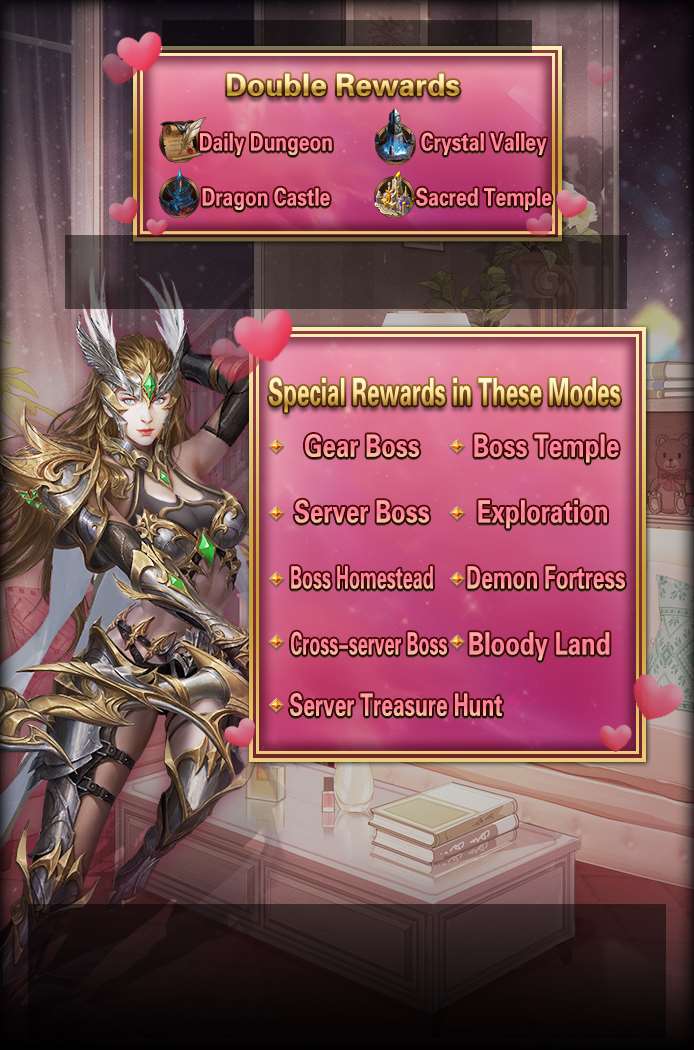 Double Rewards
Daily Dungeon Crystal Valley
Dragon Castle Sacred Temple
Special Rewards in These Modes
Gear Boss Boss Temple
Server Boss Exploration
Boss Homestead Demon Fortress
Cross-server Boss Bloody Land
Server Treasure Hunt